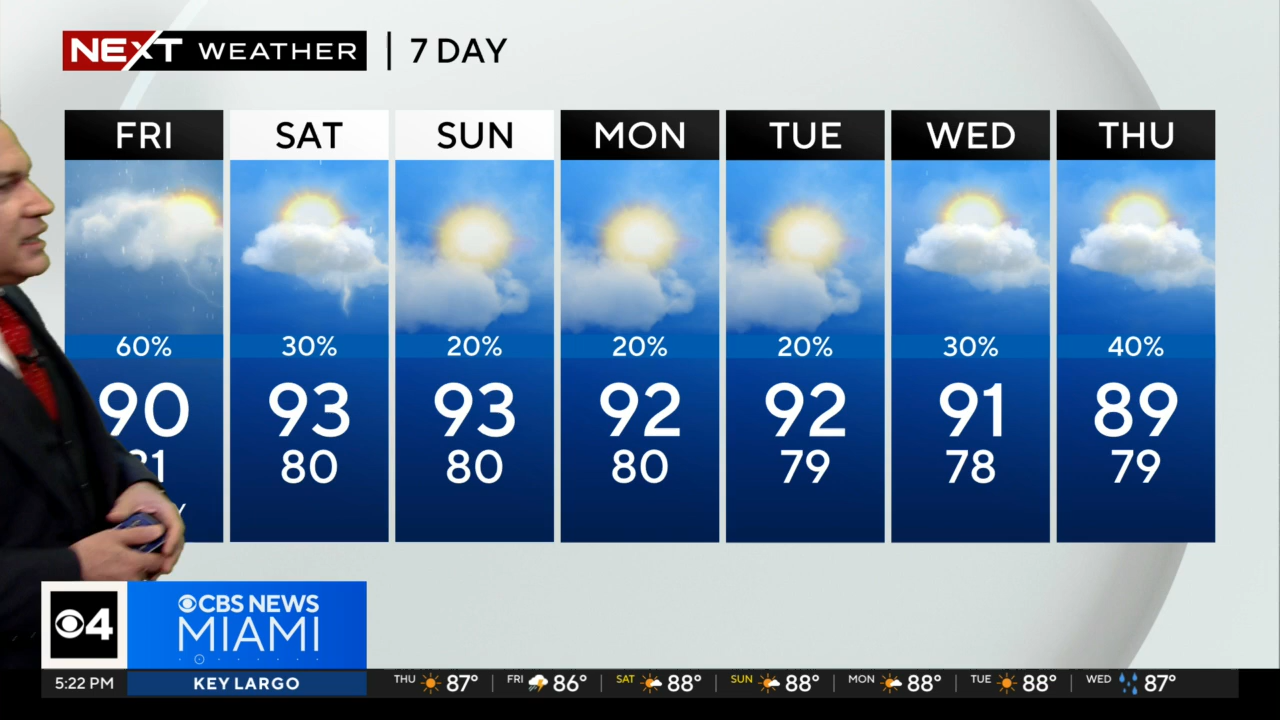 NEXT WEATHER | 7 DAY
FRI SAT SUN MON TUE WED THU
60% 30% 20% 20% 20% 30% 40%
90 93 93 92 92 91 89
80 80 80 79 78 79
4 CBS NEWS
MIAMI
5:22 PM KEY LARGO THU 87° | FRI 86° | SAT 88° | SUN 88° | MON 88° | TUE 88° | WED 87°